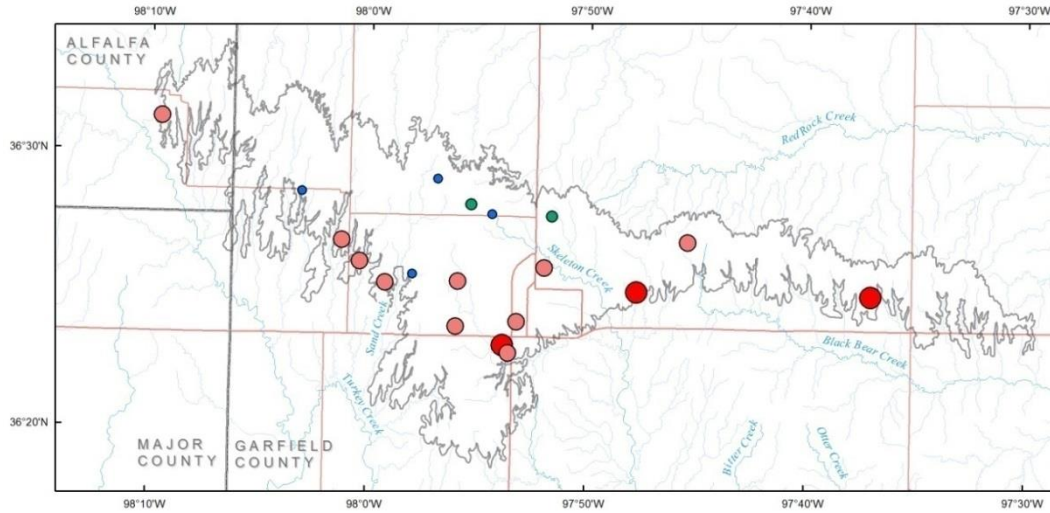 98°10'W 98°0'W 97°50'W 97°40'W 97°30'W
ALFALFA
COUNTY
Red Rock Creek
36°30'N
Skeleton Creek
Sand Creek
Black Bear Creek
Turkey Creek
36°20'N
Bitter Creek
Otter Creek
MAJOR
COUNTY
GARFIELD
COUNTY
98°10'W 98°0'W 97°50'W 97°40'W 97°30'W